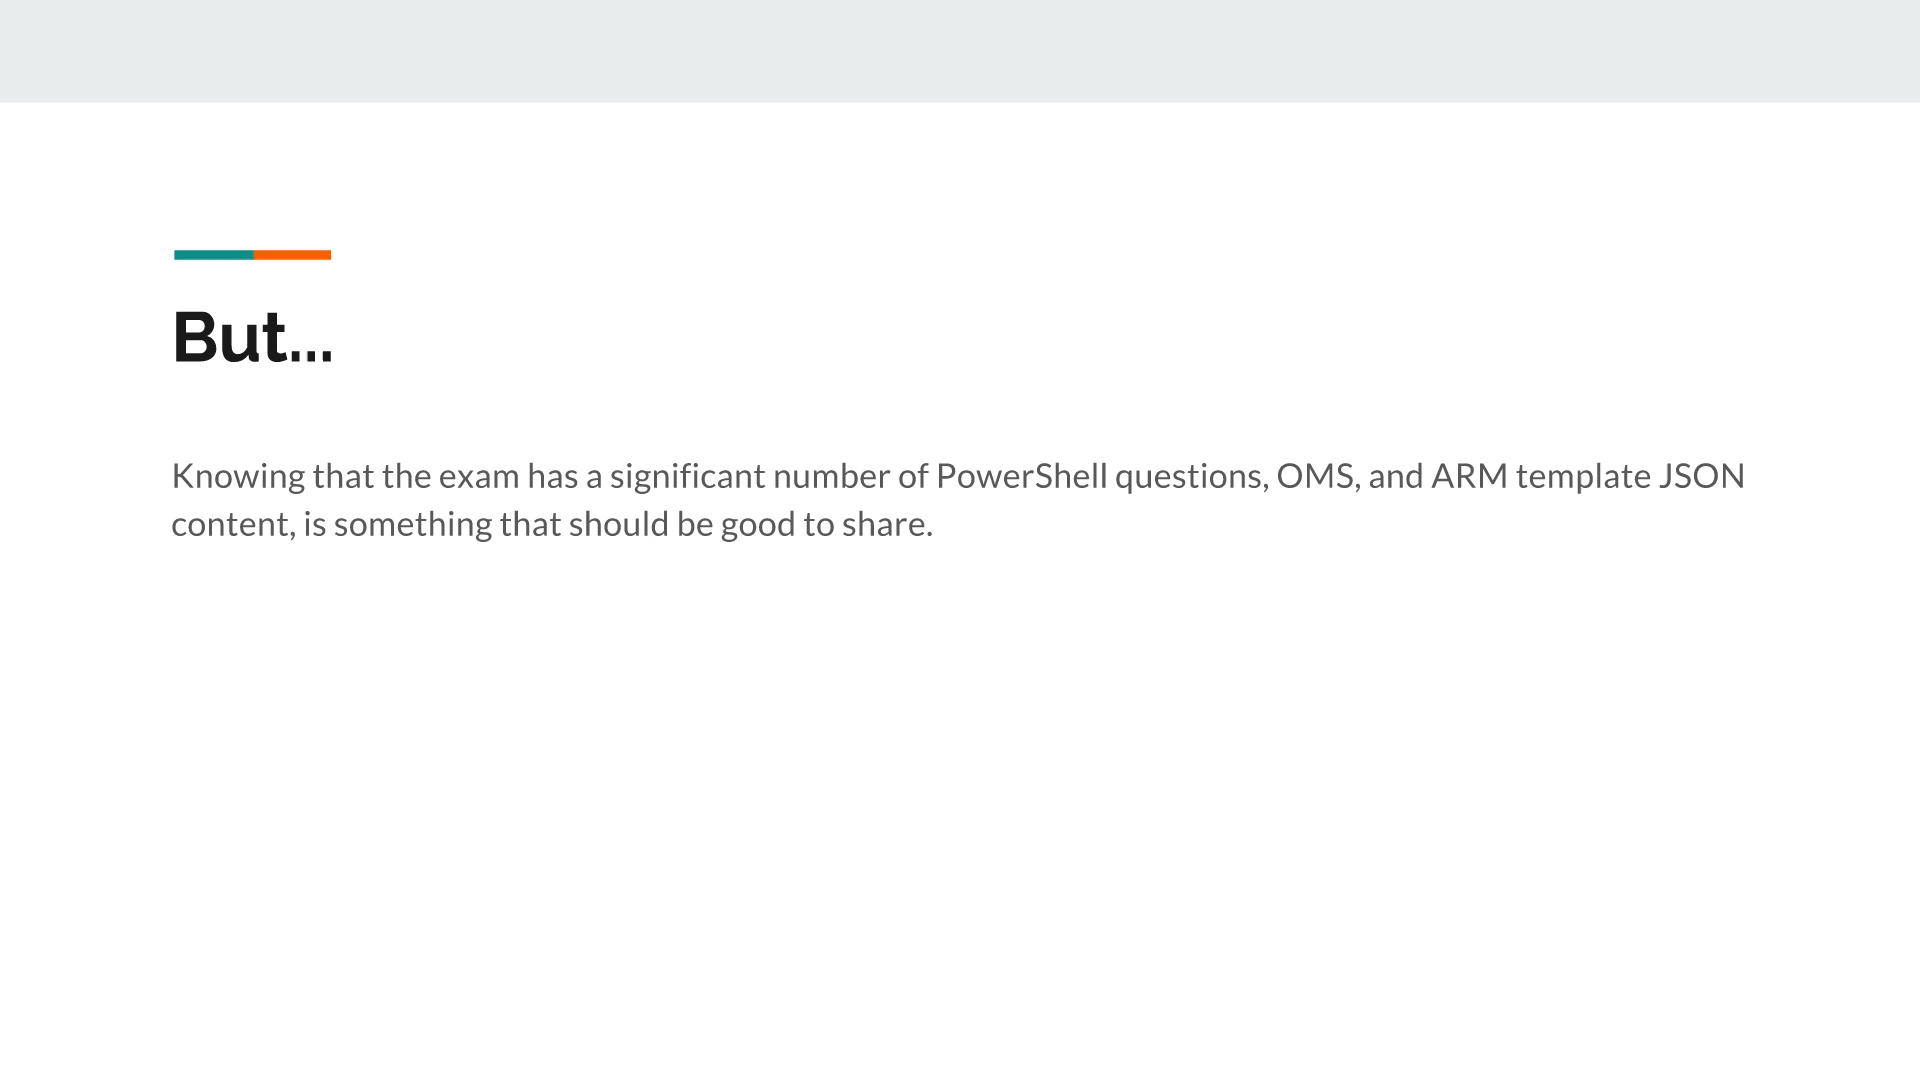 But...
Knowing that the exam has a significant number of PowerShell questions, OMS, and ARM template JSON
content, is something that should be good to share.